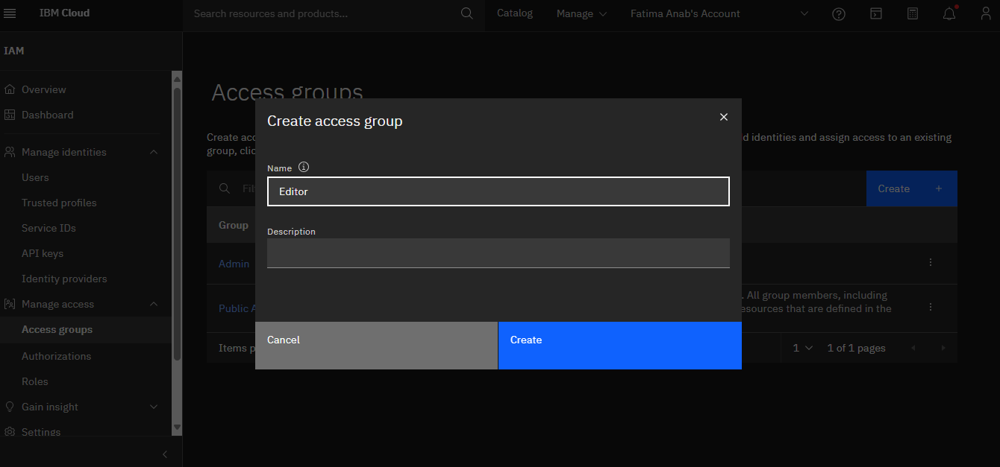 IBM Cloud
Search resources and products...
Catalog
Manage
Fatima Anab's Account
IAM
Overview
Dashboard
Manage identities
Users
Trusted profiles
Service IDs
API keys
Identity providers
Manage access
Access groups
Authorizations
Roles
Gain insight
Settings
Access groups
Create
d identities and assign access to an existing
group,
Create +
Group
Admin
Public
. All group members, including
esources that are defined in the
Items
1
1 of 1 pages
Create access group
Name
Editor
Description
Cancel
Create